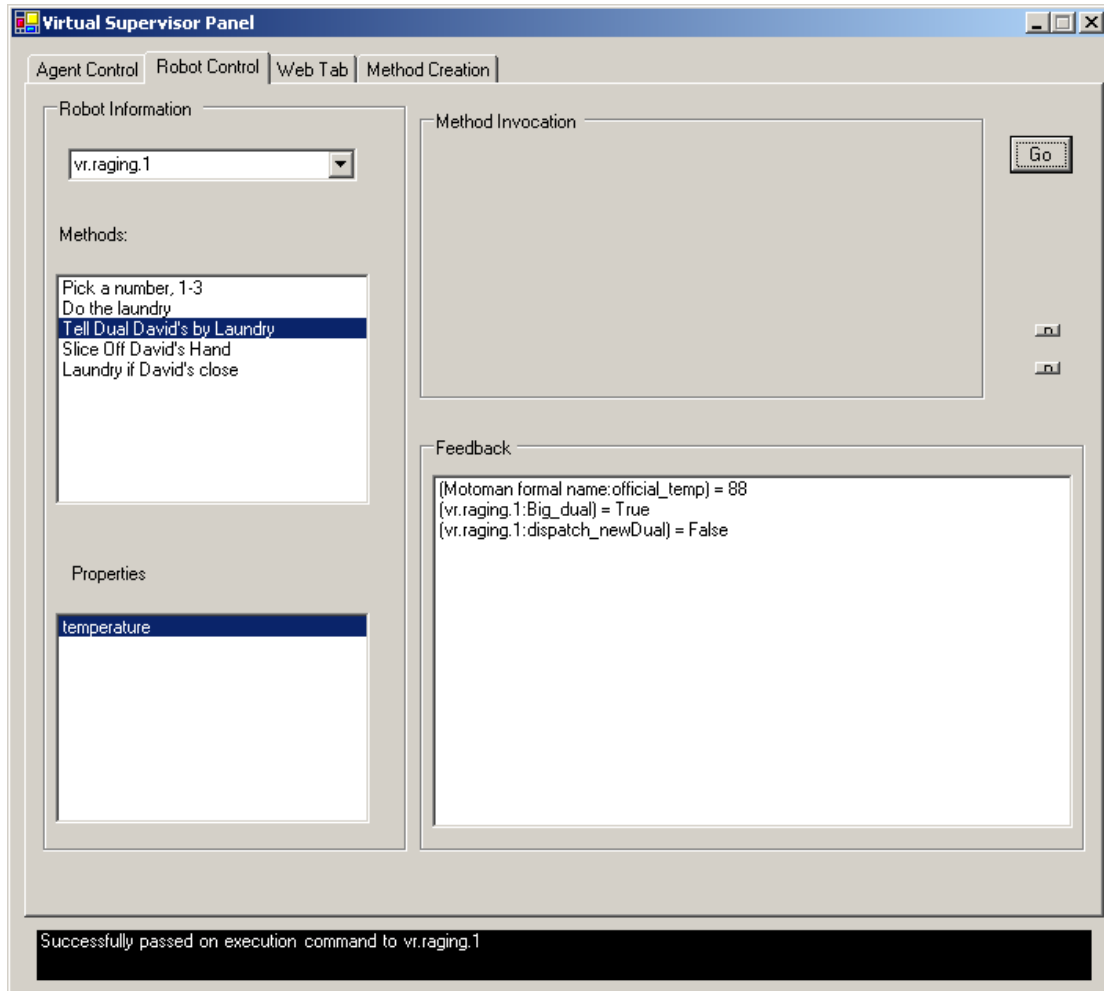 Virtual Supervisor Panel
Agent Control
Robot Control
Web Tab
Method Creation
Robot Information
vr.raging.1
Methods:
Pick a number, 1-3
Do the laundry
Tell Dual David's by Laundry
Slice Off David's Hand
Laundry if David's close
Properties
temperature
Method Invocation
Go
n
n
Feedback
(Motoman formal name:official_temp) = 88
(vr.raging.1:Big_dual) = True
(vr.raging.1:dispatch_newDual) = False
Successfully passed on execution command to vr.raging.1